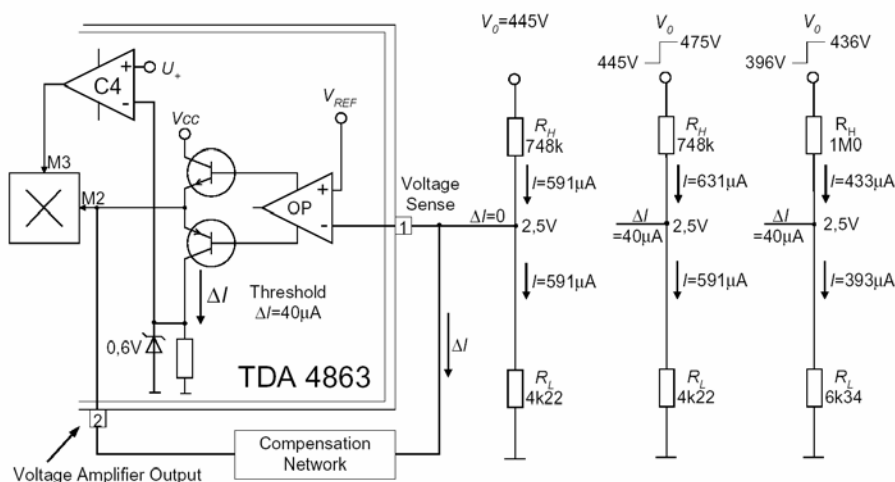 V0=445V
V0
475V
445V
V0
436V
396V
C4
+
-
U+
Vcc
VREF
M3
M2
OP
+
-
Voltage
Sense
1
ΔI=0
2,5V
RH
748k
I=591µA
I=591µA
RL
4k22
RH
748k
I=631µA
ΔI
=40µA
2,5V
I=591µA
RL
4k22
RH
1M0
I=433µA
ΔI
=40µA
2,5V
I=393µA
RL
6k34
ΔI
Threshold
ΔI=40µA
ΔI
0,6V
TDA 4863
2
Compensation
Network
Voltage Amplifier Output